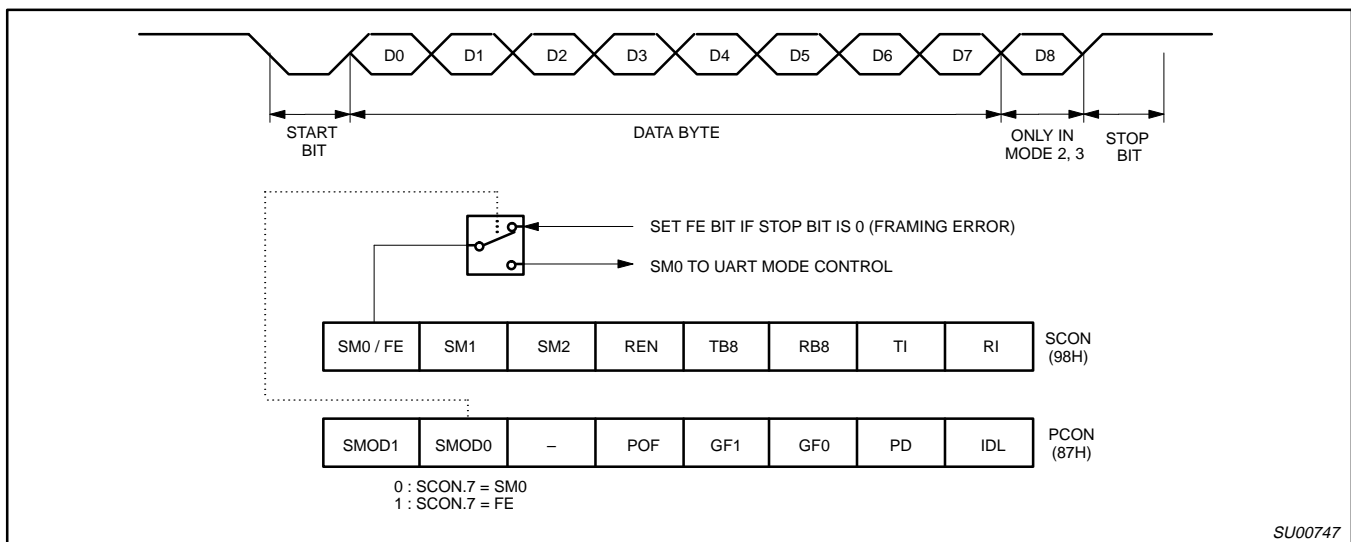 D0 D1 D2 D3 D4 D5 D6 D7 D8
START
BIT
DATA BYTE
ONLY IN
MODE 2, 3
STOP
BIT
SET FE BIT IF STOP BIT IS 0 (FRAMING ERROR)
SM0 TO UART MODE CONTROL
SM0 / FE SM1 SM2 REN TB8 RB8 TI RI
SCON
(98H)
SMOD1 SMOD0 – POF GF1 GF0 PD IDL
PCON
(87H)
0 : SCON.7 = SM0
1 : SCON.7 = FE
SU00747